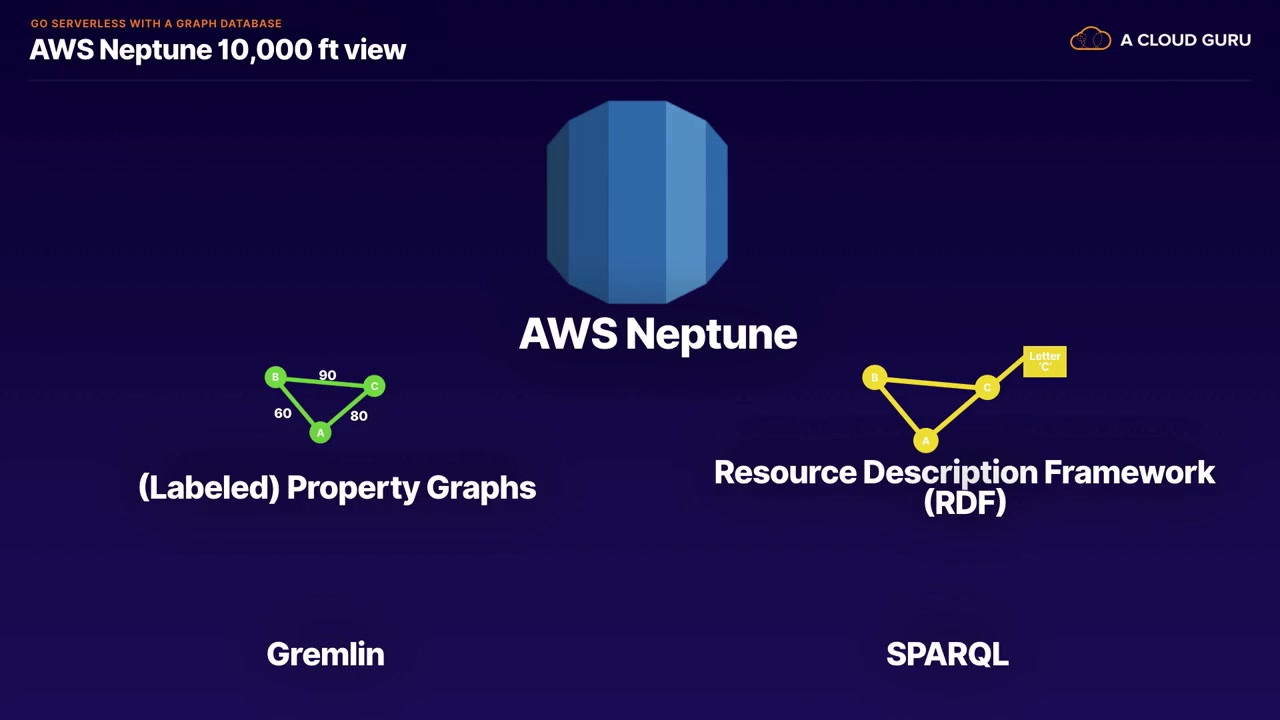 GO SERVERLESS WITH A GRAPH DATABASE
AWS Neptune 10,000 ft view
A CLOUD GURU
AWS Neptune
B
90
C
60
80
A
(Labeled) Property Graphs
Letter
'C'
B
C
A
Resource Description Framework
(RDF)
Gremlin
SPARQL